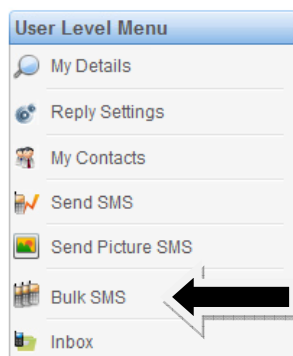 User Level Menu
My Details
Reply Settings
My Contacts
Send SMS
Send Picture SMS
Bulk SMS
Inbox